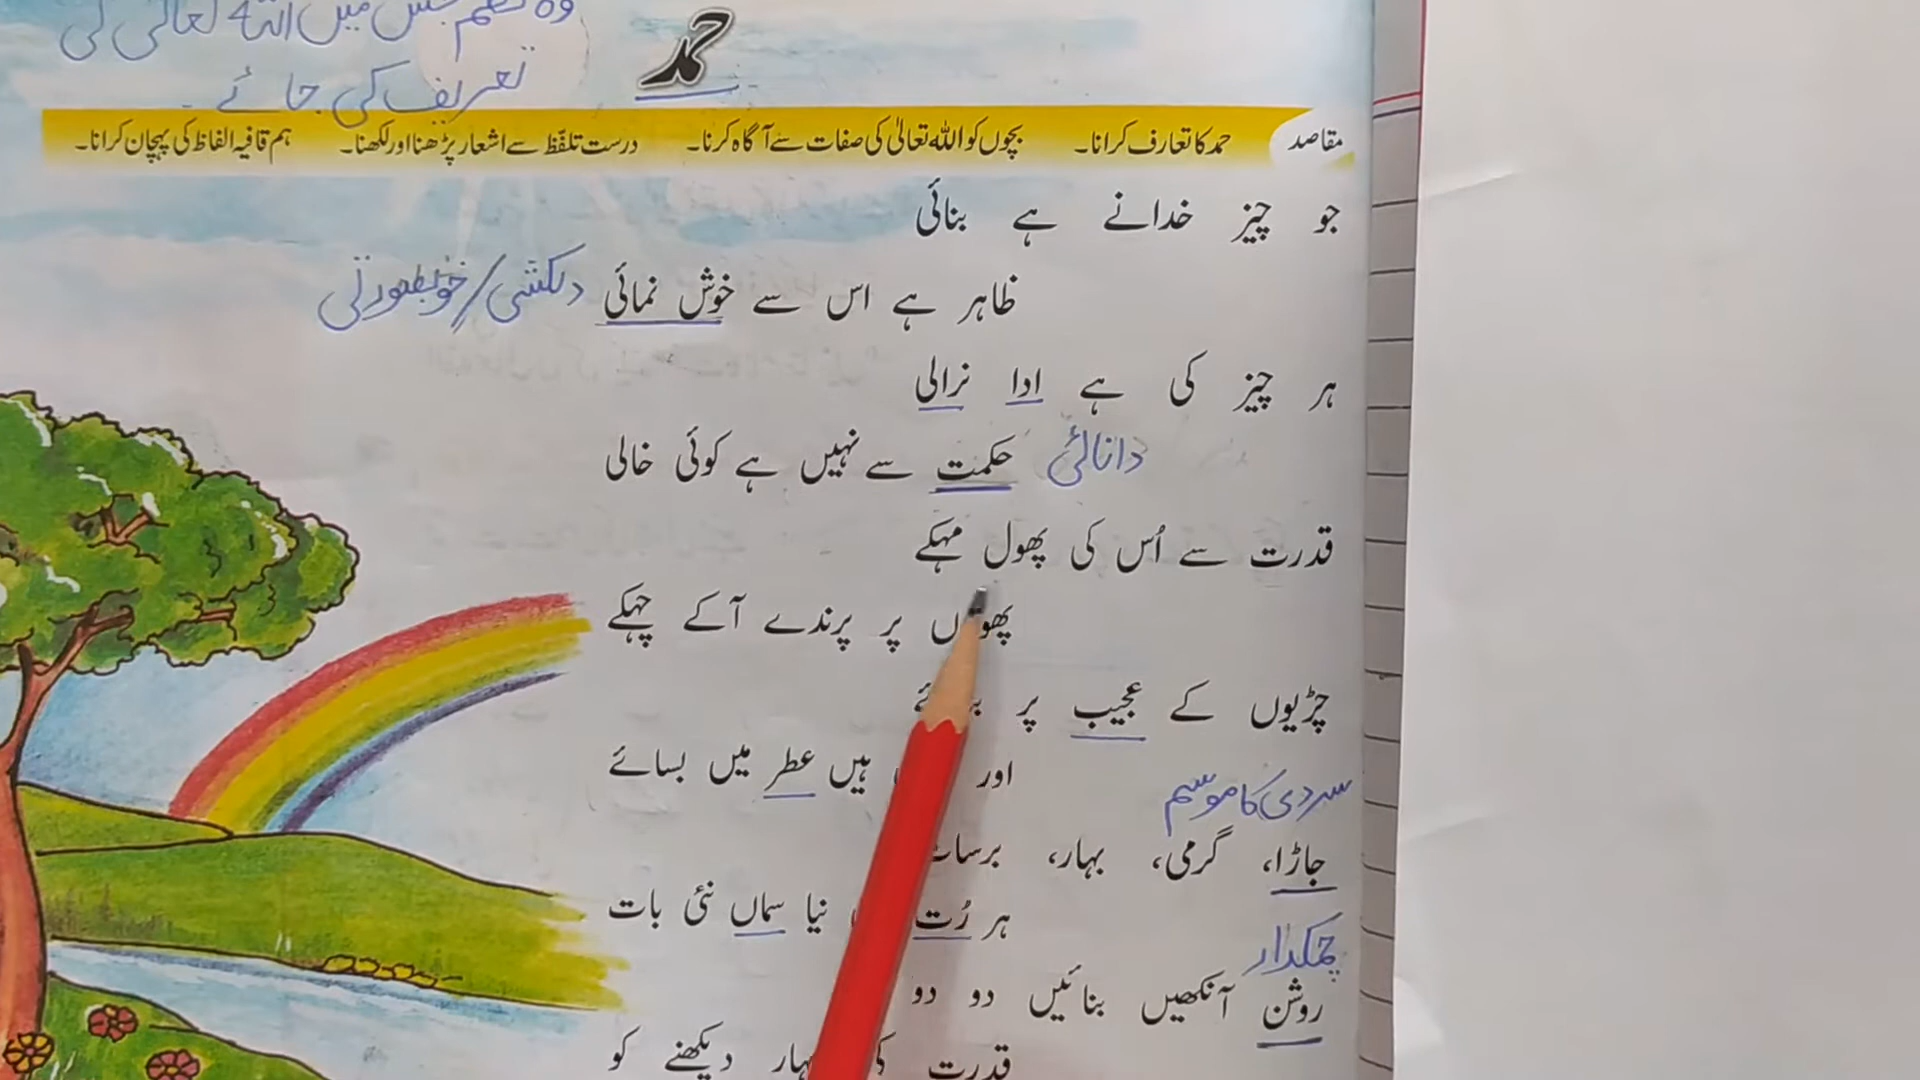 وہ نظم جس میں اللہ تعالی کی
تعریف کی جائے
حمد
مقاصد حمد کا تعارف کرانا۔ بچوں کو اللہ تعالیٰ کی صفات سے آگاہ کرنا۔ درست تلفّظ سے اشعار پڑھنا اور لکھنا۔ ہم قافیہ الفاظ کی پہچان کرانا۔
جو چیز خدا نے ہے بنائی
ظاہر ہے اس سے خوش نمائی دلکشی/خوبصورتی
ہر چیز کی ہے ادا نرالی
دانائی
حکمت سے نہیں ہے کوئی خالی
قدرت سے اُس کی پھول مہکے
پر پرندے آکے چہکے
چڑیوں کے عجیب پر
اور ہیں عطر میں بسائے
سردی کا موسم
جاڑا، گرمی، بہار، برسات
ہر رُت نیا سماں نئی بات
چمکدار
روشن آنکھیں بنائیں دو دو
قدرت دیکھنے کو